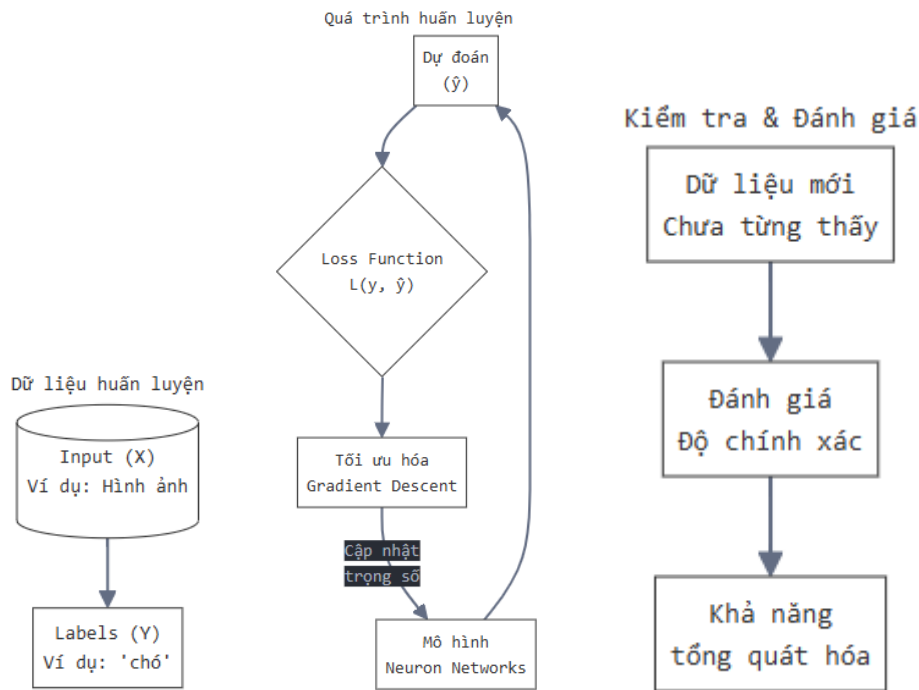 Dữ liệu huấn luyện
Input (X)
Ví dụ: Hình ảnh
Labels (Y)
Ví dụ: 'chó'
Quá trình huấn luyện
Dự đoán
(ŷ)
Loss Function
L(y, ŷ)
Tối ưu hóa
Gradient Descent
Cập nhật
trọng số
Mô hình
Neuron Networks
Kiểm tra & Đánh giá
Dữ liệu mới
Chưa từng thấy
Đánh giá
Độ chính xác
Khả năng
tổng quát hóa